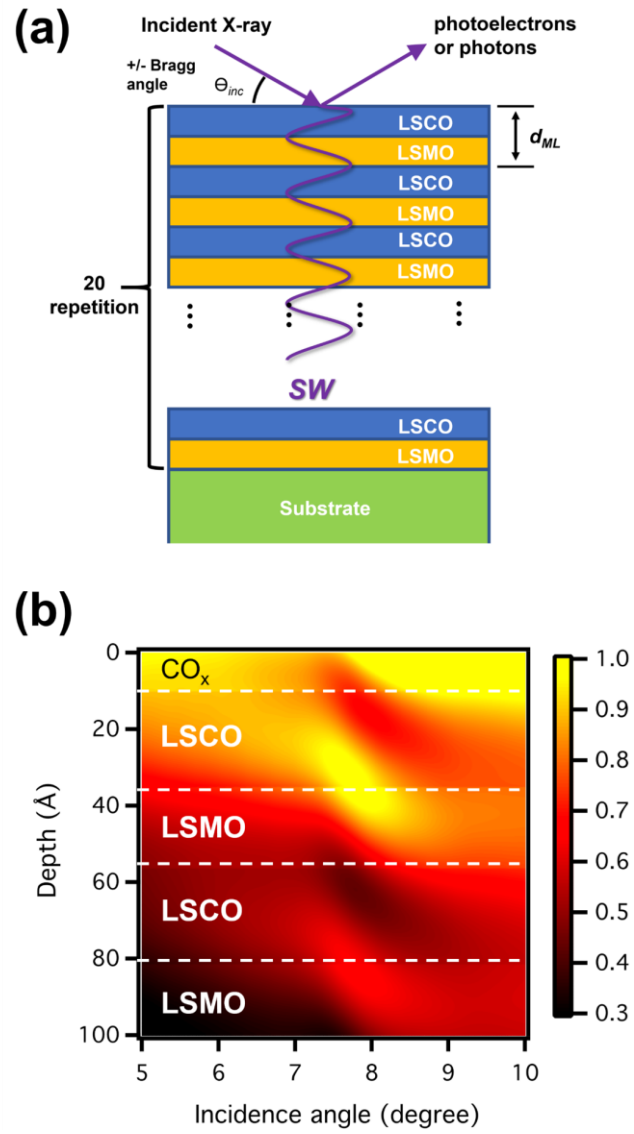 (a)
Incident X-ray
photoelectrons
or photons
+/- Bragg
angle
Θinc
LSCO
dML
LSMO
LSCO
LSMO
LSCO
LSMO
20
repetition
SW
LSCO
LSMO
Substrate
(b)
0
COx
1.0
0.9
20
LSCO
0.8
40
LSMO
0.7
Depth (Å)
60
LSCO
0.6
0.5
80
LSMO
0.4
100
0.3
5 6 7 8 9 10
Incidence angle (degree)